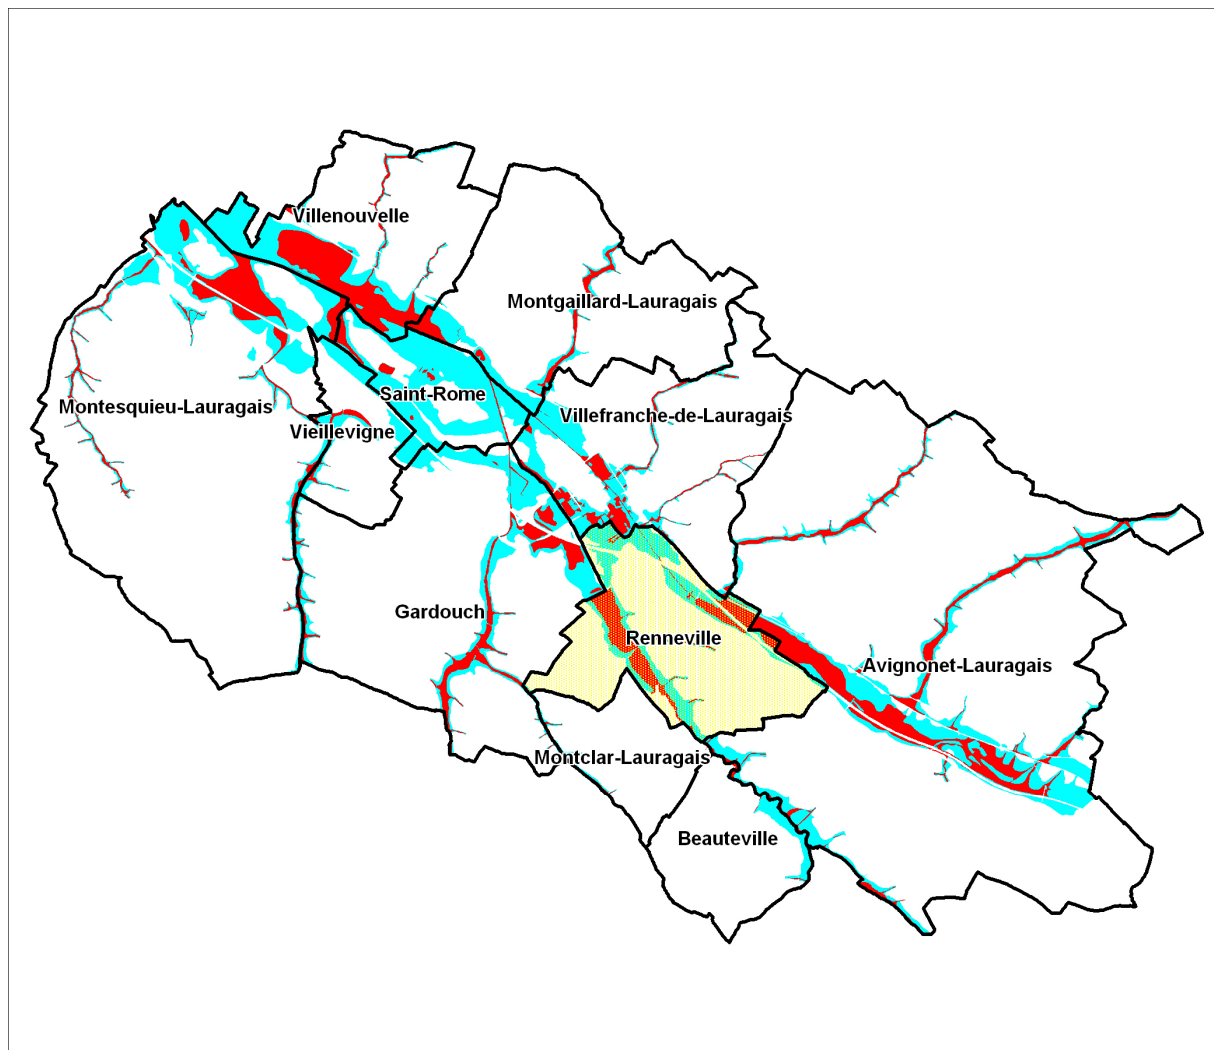 Villenouvelle
Montgaillard-Lauragais
Saint-Rome
Montesquieu-Lauragais
Villefranche-de-Lauragais
Vieillevigne
Gardouch
Renneville
Avignonet-Lauragais
Montclar-Lauragais
Beauteville